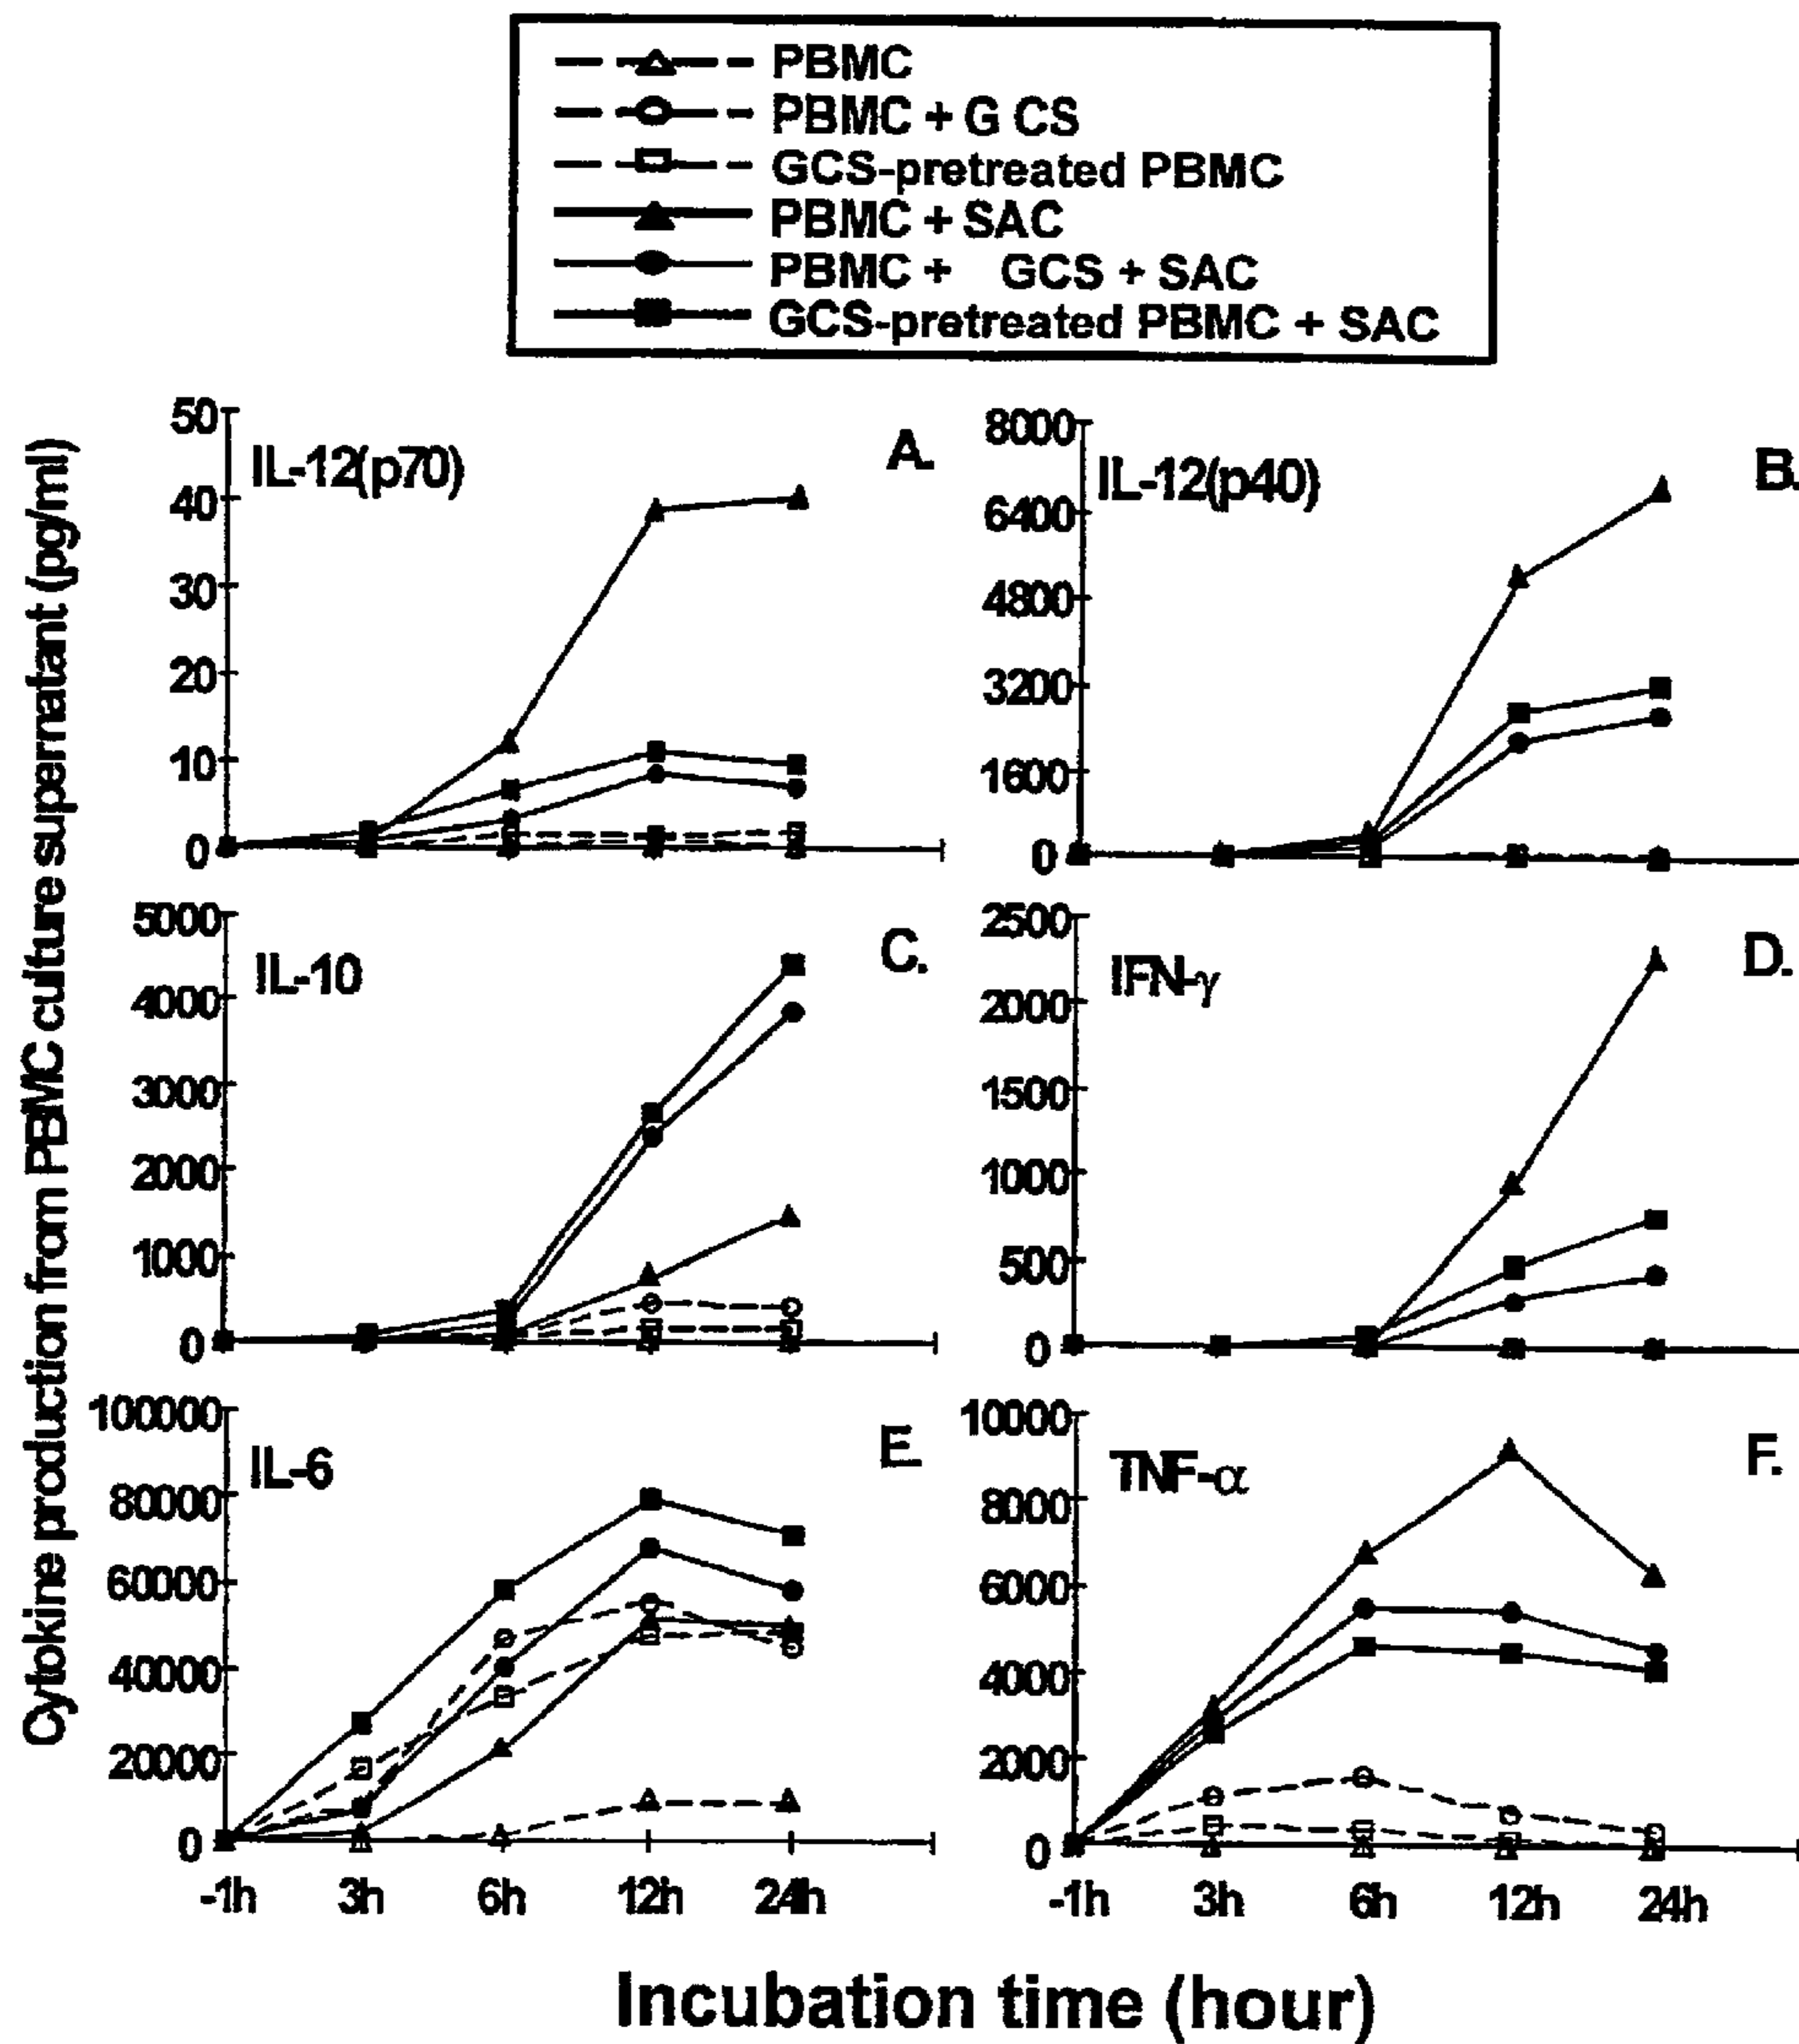 PBMC
PBMC + G CS
GCS-pretreated PBMC
PBMC + SAC
PBMC + GCS + SAC
GCS-pretreated PBMC + SAC
Cytokine production from PBMC culture supernatant (pg/ml)
IL-12(p70)
A.
50
40
30
20
10
0
IL-12(p40)
B.
8000
6400
4800
3200
1600
0
IL-10
C.
5000
4000
3000
2000
1000
0
IFN-γ
D.
2500
2000
1500
1000
500
0
IL-6
E.
100000
80000
60000
40000
20000
0
-1h 3h 6h 12h 24h
TNF-α
F.
10000
8000
6000
4000
2000
0
-1h 3h 6h 12h 24h
Incubation time (hour)